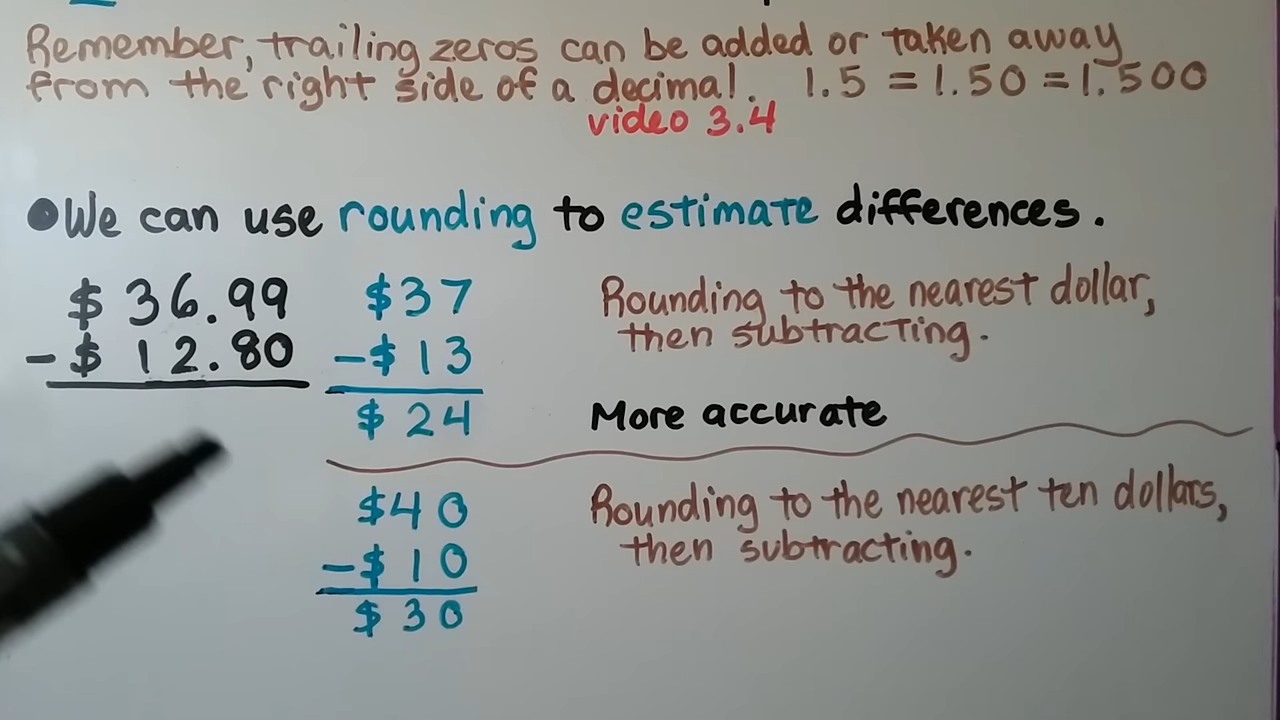 Remember, trailing zeros can be added or taken away
from the right side of a decimal. 1.5 = 1.50 = 1.500
video 3.4
●We can use rounding to estimate differences.
$ 36.99
- $ 12.80
$37
-$ 13
$ 24
Rounding to the nearest dollar,
then subtracting.
More accurate
$40
-$ 10
$ 30
Rounding to the nearest ten dollars,
then subtracting.